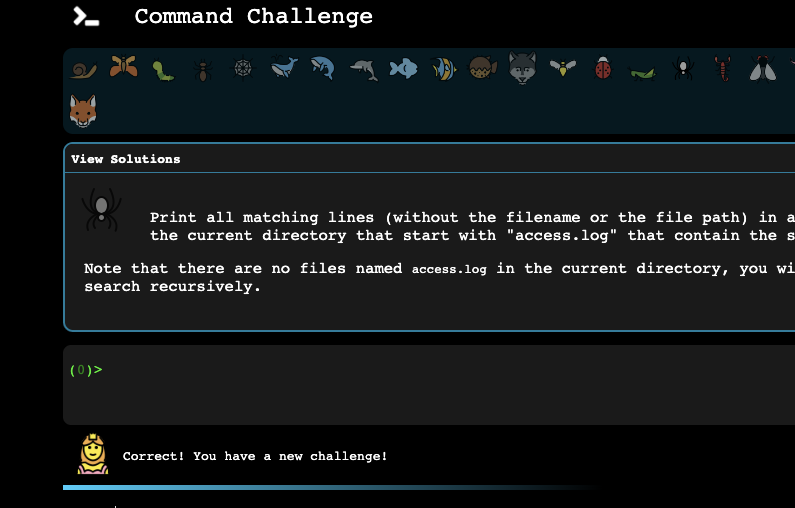 Command Challenge
View Solutions
Print all matching lines (without the filename or the file path) in a
the current directory that start with "access.log" that contain the s
Note that there are no files named access.log in the current directory, you wi
search recursively.
(0)>
Correct! You have a new challenge!